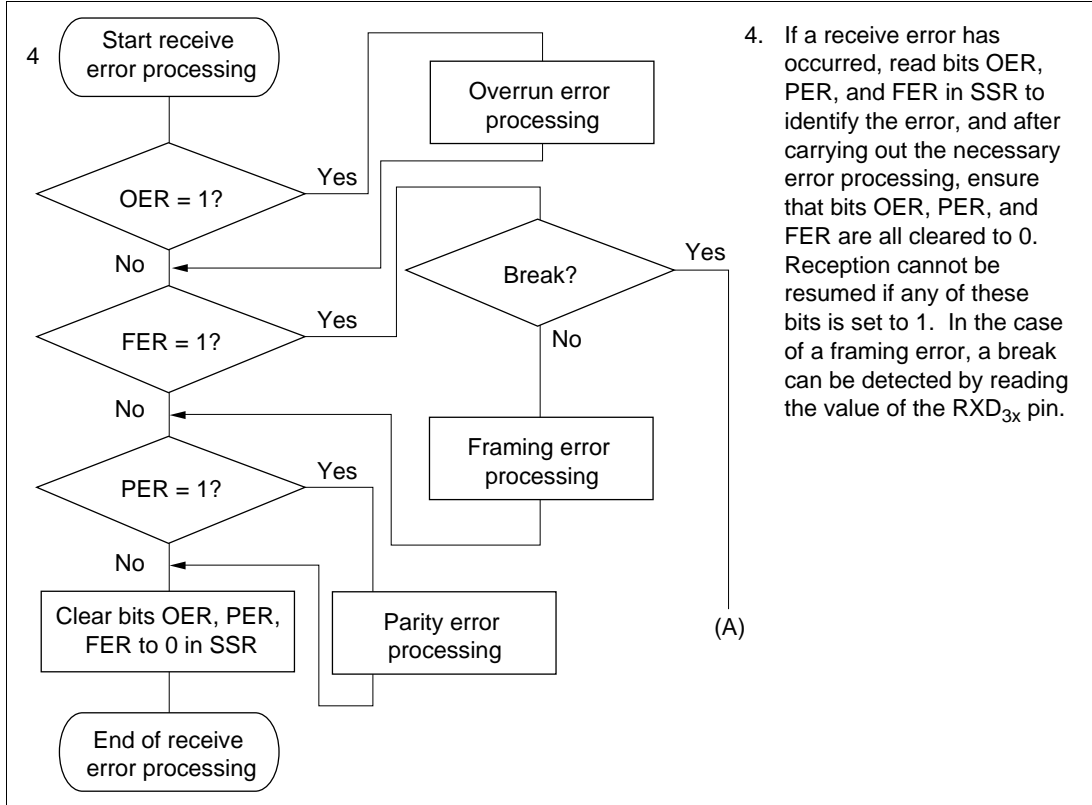 4
Start receive
error processing
OER = 1?
Yes
No
Overrun error
processing
FER = 1?
Yes
No
Break?
Yes
No
Framing error
processing
PER = 1?
Yes
No
Clear bits OER, PER,
FER to 0 in SSR
Parity error
processing
(A)
End of receive
error processing
4. If a receive error has
occurred, read bits OER,
PER, and FER in SSR to
identify the error, and after
carrying out the necessary
error processing, ensure
that bits OER, PER, and
FER are all cleared to 0.
Reception cannot be
resumed if any of these
bits is set to 1. In the case
of a framing error, a break
can be detected by reading
the value of the RXD3x pin.